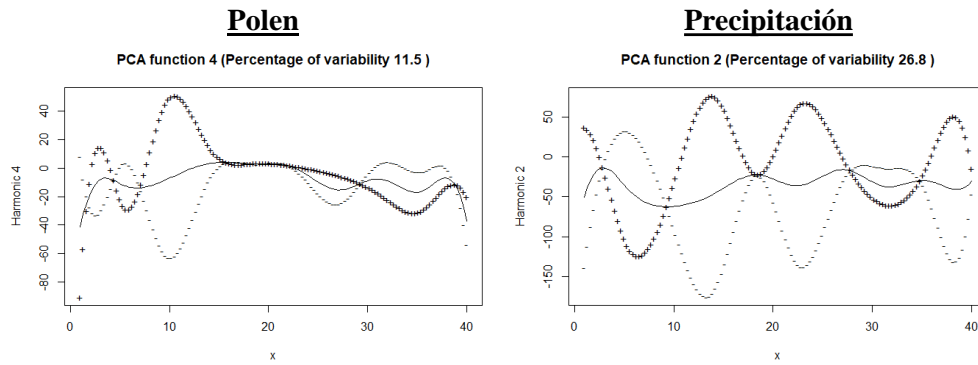 Polen
PCA function 4 (Percentage of variability 11.5 )
Harmonic 4
40
20
0
-20
-40
-60
-80
0
10
20
30
40
x
Precipitación
PCA function 2 (Percentage of variability 26.8 )
Harmonic 2
50
0
-50
-100
-150
0
10
20
30
40
x